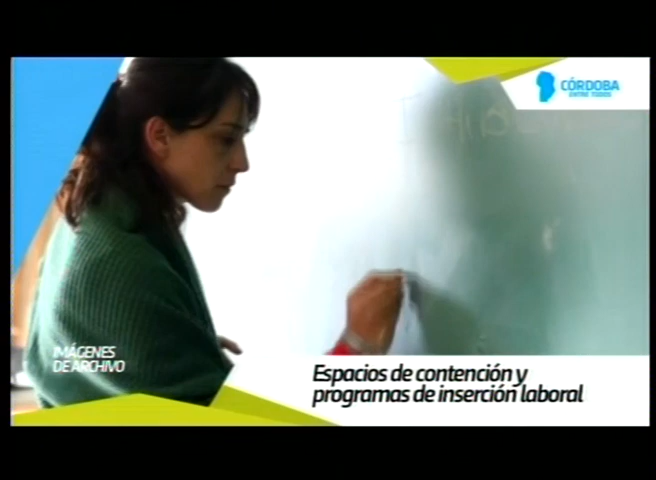 CÓRDOBA
ENTRE TODOS
IMÁGENES
DE ARCHIVO
Espacios de contención y
programas de inserción laboral